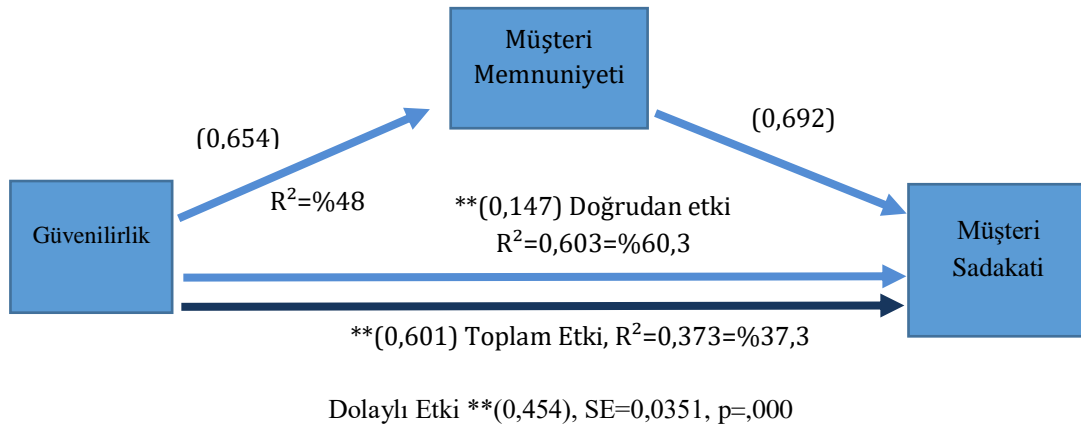 Müşteri
Memnuniyeti
(0,654)
(0,692)
R²=%48
**(0,147) Doğrudan etki
R²=0,603=%60,3
Güvenilirlik
Müşteri
Sadakati
**(0,601) Toplam Etki, R²=0,373=%37,3
Dolaylı Etki **(0,454), SE=0,0351, p=,000